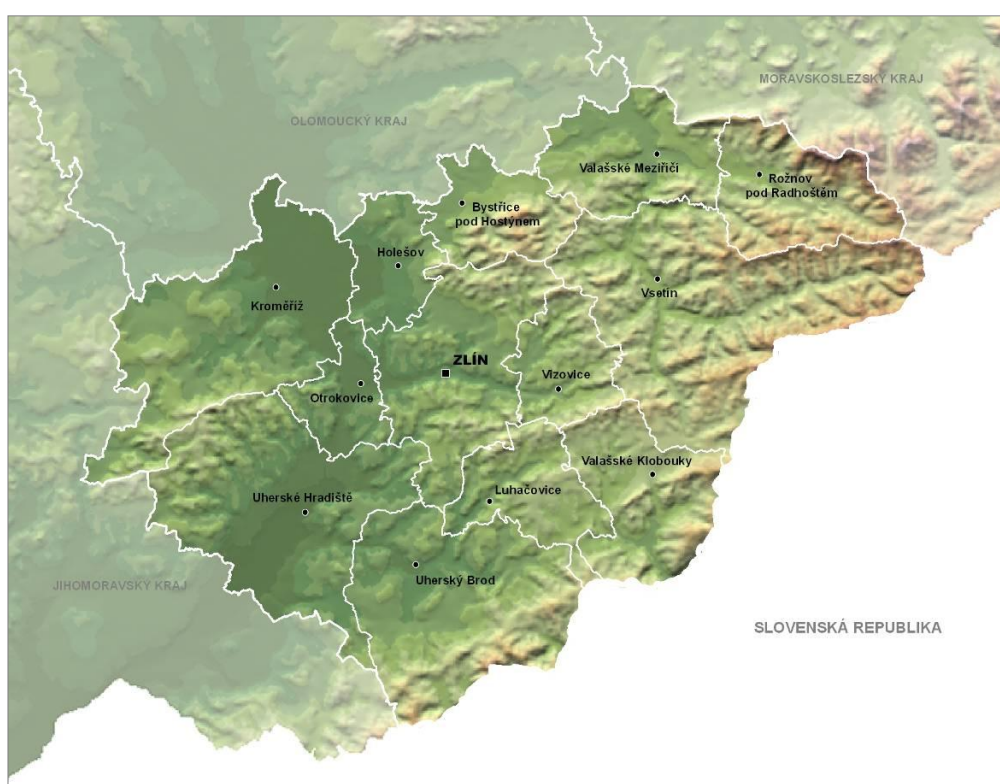 MORAVSKOSLEZSKÝ KRAJ
OLOMOUCKÝ KRAJ
Valašské Meziříčí
Rožnov
pod Radhoštěm
Bystřice
pod Hostýnem
Holešov
Vsetín
Kroměříž
ZLÍN
Vizovice
Otrokovice
Valašské Klobouky
Uherské Hradiště
Luhačovice
Uherský Brod
JIHOMORAVSKÝ KRAJ
SLOVENSKÁ REPUBLIKA